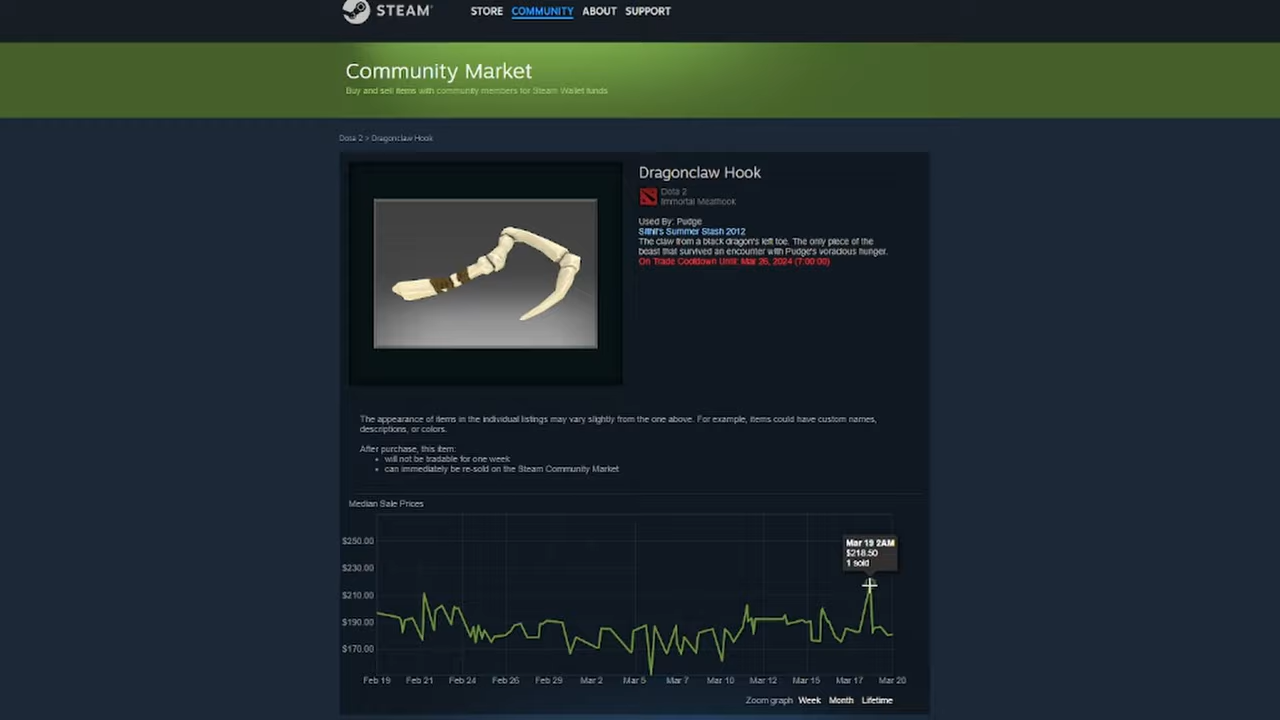 STEAM
STORE COMMUNITY ABOUT SUPPORT
Community Market
Buy and sell items with community members for Steam Wallet funds
Dota 2 > Dragonclaw Hook
Dragonclaw Hook
Dota 2
Immortal Meathook
Used By: Pudge
Sithil's Summer Stash 2012
The claw from a black dragon's left toe. The only piece of the
beast that survived an encounter with Pudge's voracious hunger.
On Trade Cooldown Until: Mar 26, 2024 (7:00:00)
The appearance of items in the individual listings may vary slightly from the one above. For example, items could have custom names,
descriptions, or colors.
After purchase, this item:
• will not be tradable for one week
• can immediately be re-sold on the Steam Community Market
Median Sale Prices
$250.00
$230.00
$210.00
$190.00
$170.00
Mar 19 2AM
$218.50
1 sold
Feb 19 Feb 21 Feb 24 Feb 26 Feb 29 Mar 2 Mar 5 Mar 7 Mar 10 Mar 12 Mar 15 Mar 17 Mar 20
Zoom graph Week Month Lifetime